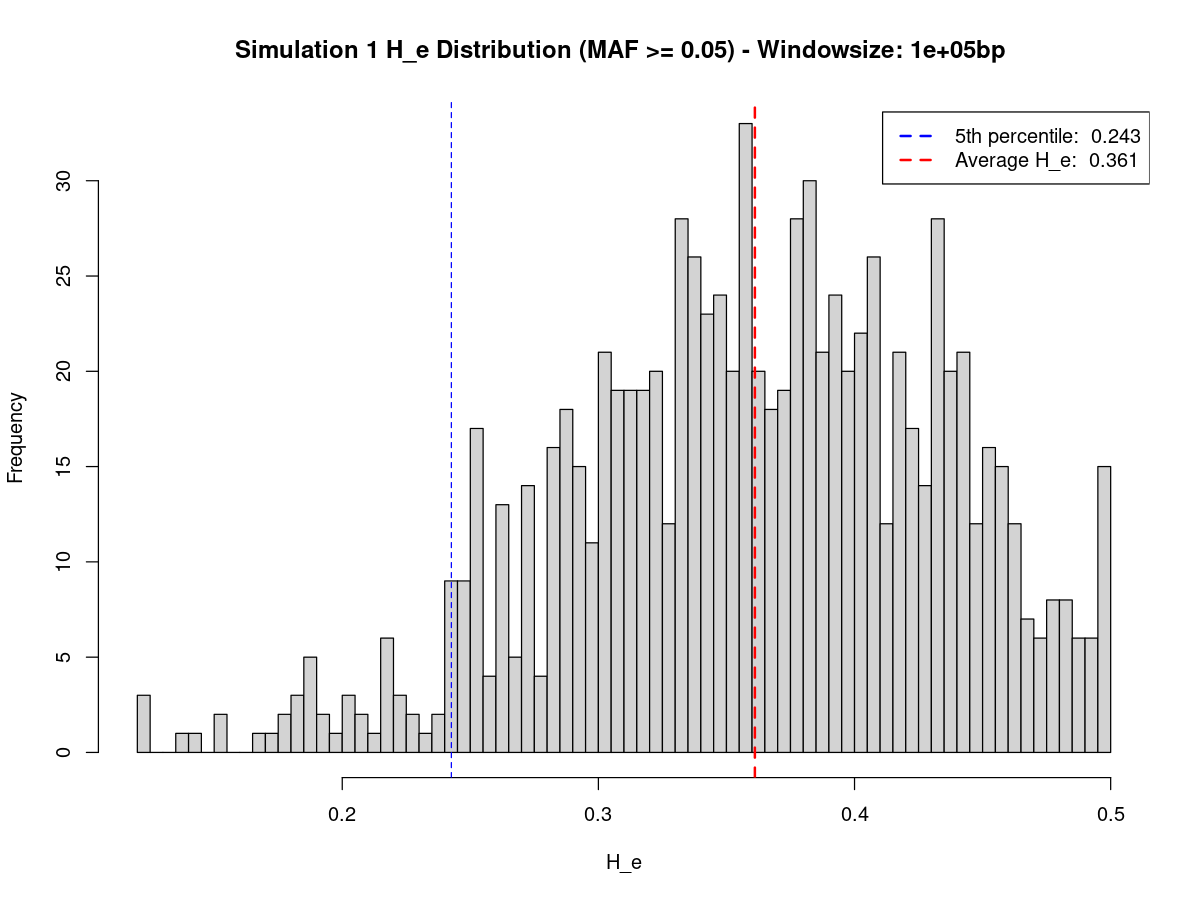 Simulation 1 H_e Distribution (MAF >= 0.05) - Windowsize: 1e+05bp
5th percentile:  0.243
Average H_e:  0.361
Frequency
30
25
20
15
10
5
0
0.2
0.3
0.4
0.5
H_e